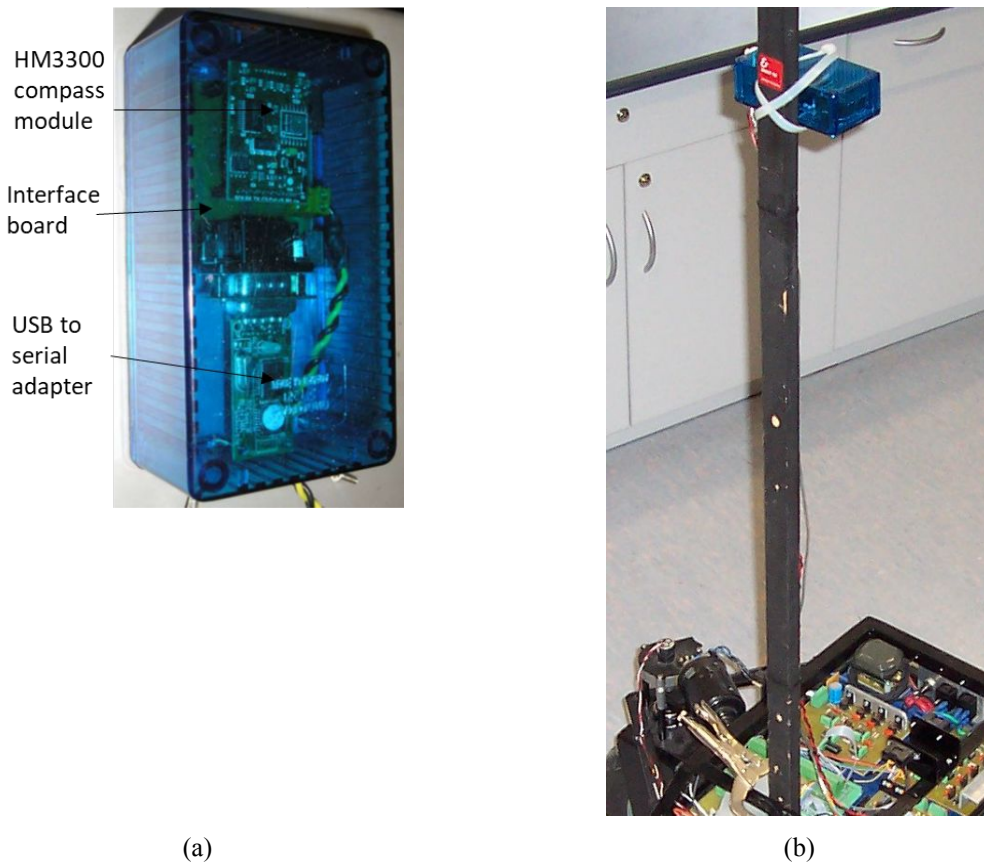 HM3300
compass
module
Interface
board
USB to
serial
adapter
(a)
(b)